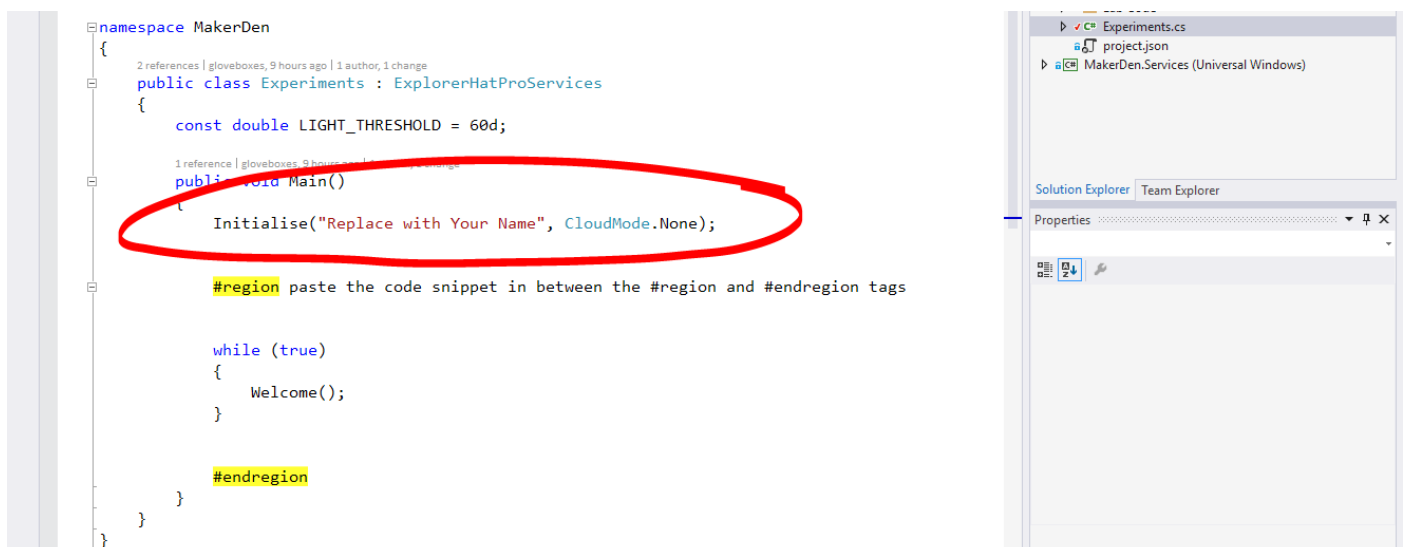 namespace MakerDen
{
2 references | gloveboxes, 9 hours ago | 1 author, 1 change
public class Experiments : ExplorerHatProServices
{
const double LIGHT_THRESHOLD = 60d;
1 reference | gloveboxes, 9 hours ago
public void Main()
{
Initialise("Replace with Your Name", CloudMode.None);
#region paste the code snippet in between the #region and #endregion tags
while (true)
{
Welcome();
}
#endregion
}
}
}
C# Experiments.cs
project.json
C# MakerDen.Services (Universal Windows)
Solution Explorer Team Explorer
Properties